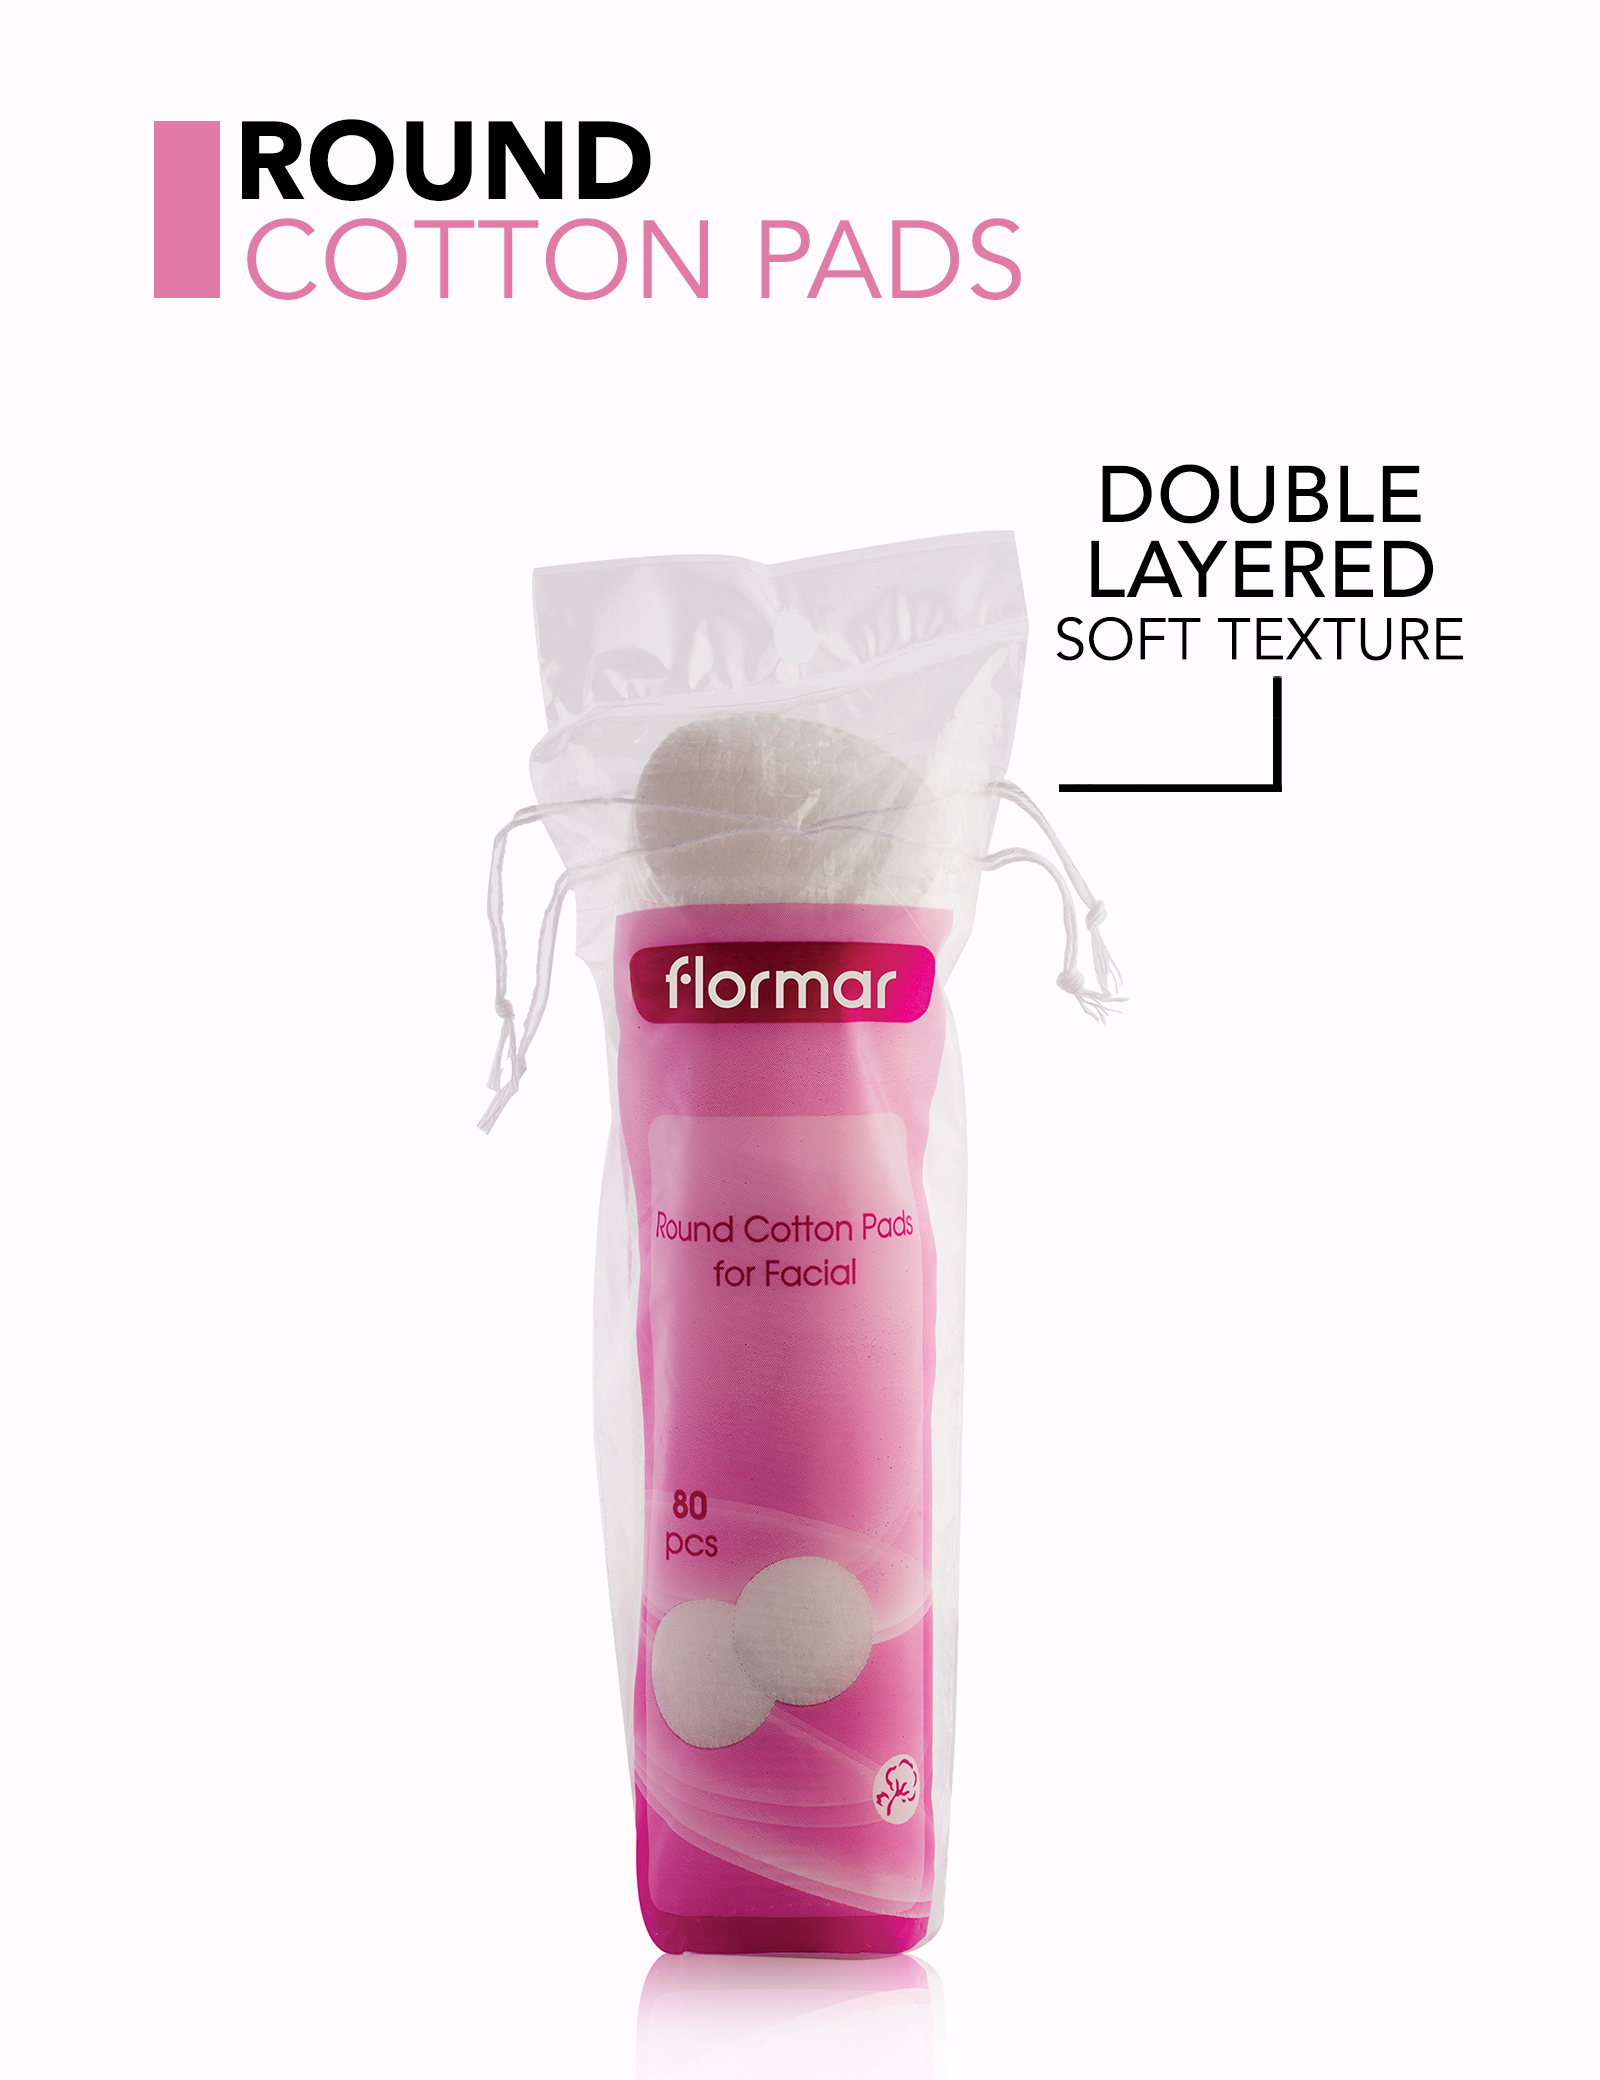 ROUND
COTTON PADS
DOUBLE
LAYERED
SOFT TEXTURE
flormar
Round Cotton Pads
for Facial
80
pcs